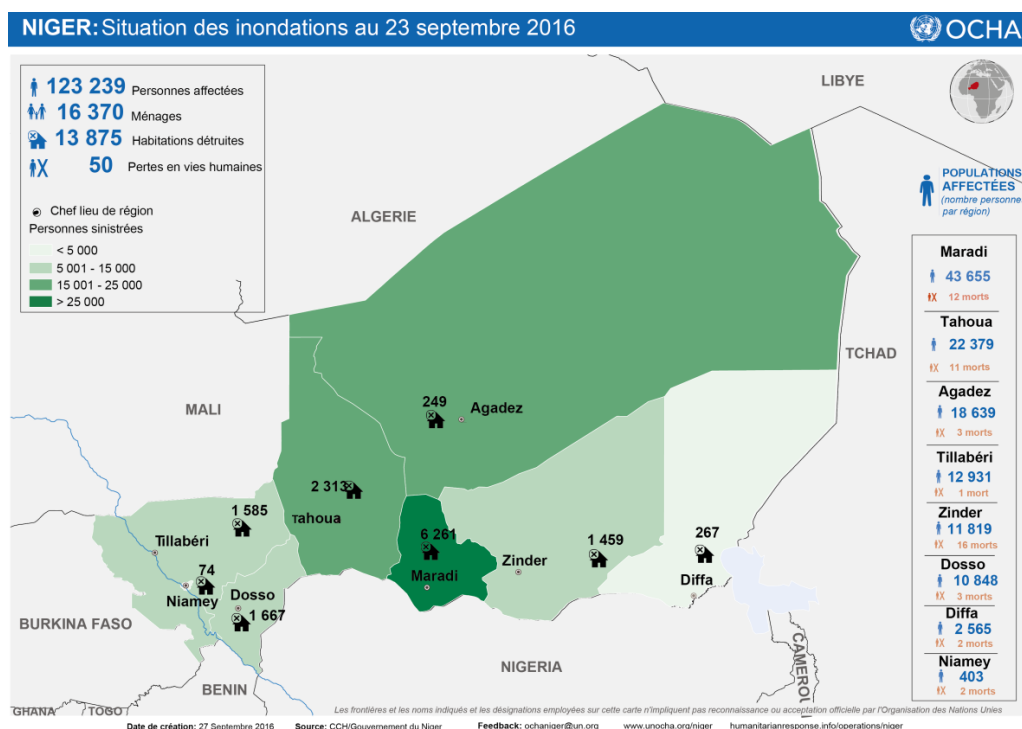 NIGER: Situation des inondations au 23 septembre 2016
OCHA
123 239 Personnes affectées
16 370 Ménages
13 875 Habitations détruites
50 Pertes en vies humaines
Chef lieu de région
Personnes sinistrées
< 5 000
5 001 - 15 000
15 001 - 25 000
> 25 000
LIBYE
ALGERIE
MALI
TCHAD
BURKINA FASO
NIGERIA
BENIN
GHANA
TOGO
CAMEROU
249
Agadez
2 313
Tahoua
1 585
Tillabéri
74
Niamey
Dosso
1 667
6 261
Maradi
Zinder
1 459
267
Diffa
POPULATIONS
AFFECTÉES
(nombre personne
par région)
Maradi
43 655
12 morts
Tahoua
22 379
11 morts
Agadez
18 639
3 morts
Tillabéri
12 931
1 mort
Zinder
11 819
16 morts
Dosso
10 848
3 morts
Diffa
2 565
2 morts
Niamey
403
2 morts
Les frontières et les noms indiqués et les désignations employées sur cette carte n'impliquent pas reconnaissance ou acceptation officielle par l'Organisation des Nations Unies
Date de création: 27 Septembre 2016 Source: CCH/Gouvernement du Niger Feedback: ochaniger@un.org www.unocha.org/niger humanitarianresponse.info/operations/niger